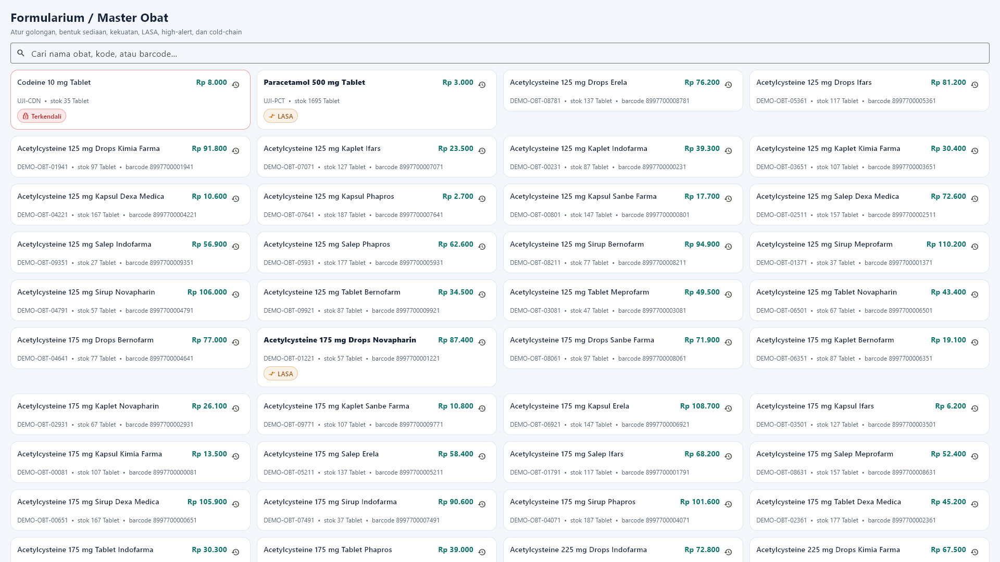 Formularium / Master Obat
Atur golongan, bentuk sediaan, kekuatan, LASA, high-alert, dan cold-chain
Cari nama obat, kode, atau barcode...
Codeine 10 mg Tablet Rp 8.000
UJI-CDN • stok 35 Tablet
Terkendali
Paracetamol 500 mg Tablet Rp 3.000
UJI-PCT • stok 1695 Tablet
LASA
Acetylcysteine 125 mg Drops Erela Rp 76.200
DEMO-OBT-08781 • stok 137 Tablet • barcode 8997700008781
Acetylcysteine 125 mg Drops Ifars Rp 81.200
DEMO-OBT-05361 • stok 117 Tablet • barcode 8997700005361
Acetylcysteine 125 mg Drops Kimia Farma Rp 91.800
DEMO-OBT-01941 • stok 97 Tablet • barcode 8997700001941
Acetylcysteine 125 mg Kaplet Ifars Rp 23.500
DEMO-OBT-07071 • stok 127 Tablet • barcode 8997700007071
Acetylcysteine 125 mg Kaplet Indofarma Rp 39.300
DEMO-OBT-00231 • stok 87 Tablet • barcode 8997700000231
Acetylcysteine 125 mg Kaplet Kimia Farma Rp 30.400
DEMO-OBT-03651 • stok 107 Tablet • barcode 8997700003651
Acetylcysteine 125 mg Kapsul Dexa Medica Rp 10.600
DEMO-OBT-04221 • stok 167 Tablet • barcode 8997700004221
Acetylcysteine 125 mg Kapsul Phapros Rp 2.700
DEMO-OBT-07641 • stok 187 Tablet • barcode 8997700007641
Acetylcysteine 125 mg Kapsul Sanbe Farma Rp 17.700
DEMO-OBT-00801 • stok 147 Tablet • barcode 8997700000801
Acetylcysteine 125 mg Salep Dexa Medica Rp 72.600
DEMO-OBT-02511 • stok 157 Tablet • barcode 8997700002511
Acetylcysteine 125 mg Salep Indofarma Rp 56.900
DEMO-OBT-09351 • stok 27 Tablet • barcode 8997700009351
Acetylcysteine 125 mg Salep Phapros Rp 62.600
DEMO-OBT-05931 • stok 177 Tablet • barcode 8997700005931
Acetylcysteine 125 mg Sirup Bernofarm Rp 94.900
DEMO-OBT-08211 • stok 77 Tablet • barcode 8997700008211
Acetylcysteine 125 mg Sirup Meprofarm Rp 110.200
DEMO-OBT-01371 • stok 37 Tablet • barcode 8997700001371
Acetylcysteine 125 mg Sirup Novapharin Rp 106.000
DEMO-OBT-04791 • stok 57 Tablet • barcode 8997700004791
Acetylcysteine 125 mg Tablet Bernofarm Rp 34.500
DEMO-OBT-09921 • stok 87 Tablet • barcode 8997700009921
Acetylcysteine 125 mg Tablet Meprofarm Rp 49.500
DEMO-OBT-03081 • stok 47 Tablet • barcode 8997700003081
Acetylcysteine 125 mg Tablet Novapharin Rp 43.400
DEMO-OBT-06501 • stok 67 Tablet • barcode 8997700006501
Acetylcysteine 175 mg Drops Bernofarm Rp 77.000
DEMO-OBT-04641 • stok 77 Tablet • barcode 8997700004641
Acetylcysteine 175 mg Drops Novapharin Rp 87.400
DEMO-OBT-01221 • stok 57 Tablet • barcode 8997700001221
LASA
Acetylcysteine 175 mg Drops Sanbe Farma Rp 71.900
DEMO-OBT-08061 • stok 97 Tablet • barcode 8997700008061
Acetylcysteine 175 mg Kaplet Bernofarm Rp 19.100
DEMO-OBT-06351 • stok 87 Tablet • barcode 8997700006351
Acetylcysteine 175 mg Kaplet Novapharin Rp 26.100
DEMO-OBT-02931 • stok 67 Tablet • barcode 8997700002931
Acetylcysteine 175 mg Kaplet Sanbe Farma Rp 10.800
DEMO-OBT-09771 • stok 107 Tablet • barcode 8997700009771
Acetylcysteine 175 mg Kapsul Erela Rp 108.700
DEMO-OBT-06921 • stok 147 Tablet • barcode 8997700006921
Acetylcysteine 175 mg Kapsul Ifars Rp 6.200
DEMO-OBT-03501 • stok 127 Tablet • barcode 8997700003501
Acetylcysteine 175 mg Kapsul Kimia Farma Rp 13.500
DEMO-OBT-00081 • stok 107 Tablet • barcode 8997700000081
Acetylcysteine 175 mg Salep Erela Rp 58.400
DEMO-OBT-05211 • stok 137 Tablet • barcode 8997700005211
Acetylcysteine 175 mg Salep Ifars Rp 68.200
DEMO-OBT-01791 • stok 117 Tablet • barcode 8997700001791
Acetylcysteine 175 mg Salep Meprofarm Rp 52.400
DEMO-OBT-08631 • stok 157 Tablet • barcode 8997700008631
Acetylcysteine 175 mg Sirup Dexa Medica Rp 105.900
DEMO-OBT-00651 • stok 167 Tablet • barcode 8997700000651
Acetylcysteine 175 mg Sirup Indofarma Rp 90.600
DEMO-OBT-07491 • stok 37 Tablet • barcode 8997700007491
Acetylcysteine 175 mg Sirup Phapros Rp 101.600
DEMO-OBT-04071 • stok 187 Tablet • barcode 8997700004071
Acetylcysteine 175 mg Tablet Dexa Medica Rp 45.200
DEMO-OBT-02361 • stok 177 Tablet • barcode 8997700002361
Acetylcysteine 175 mg Tablet Indofarma Rp 30.300
Acetylcysteine 175 mg Tablet Phapros Rp 39.000
Acetylcysteine 225 mg Drops Indofarma Rp 72.800
Acetylcysteine 225 mg Drops Kimia Farma Rp 67.500